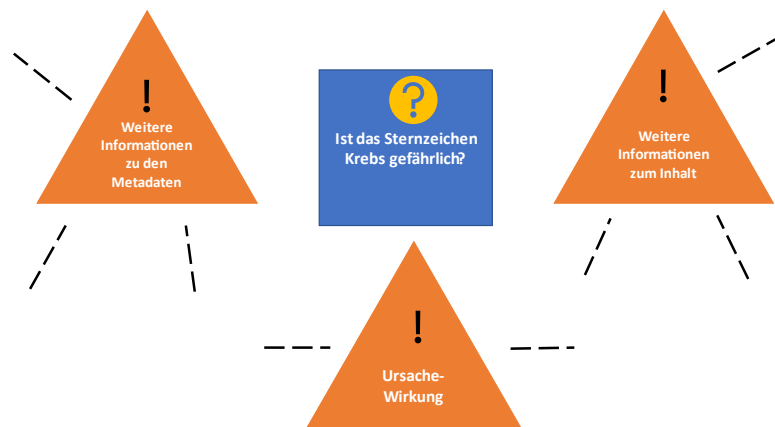 !
Weitere
Informationen
zu den
Metadaten
?
Ist das Sternzeichen
Krebs gefährlich?
!
Weitere
Informationen
zum Inhalt
!
Ursache-
Wirkung